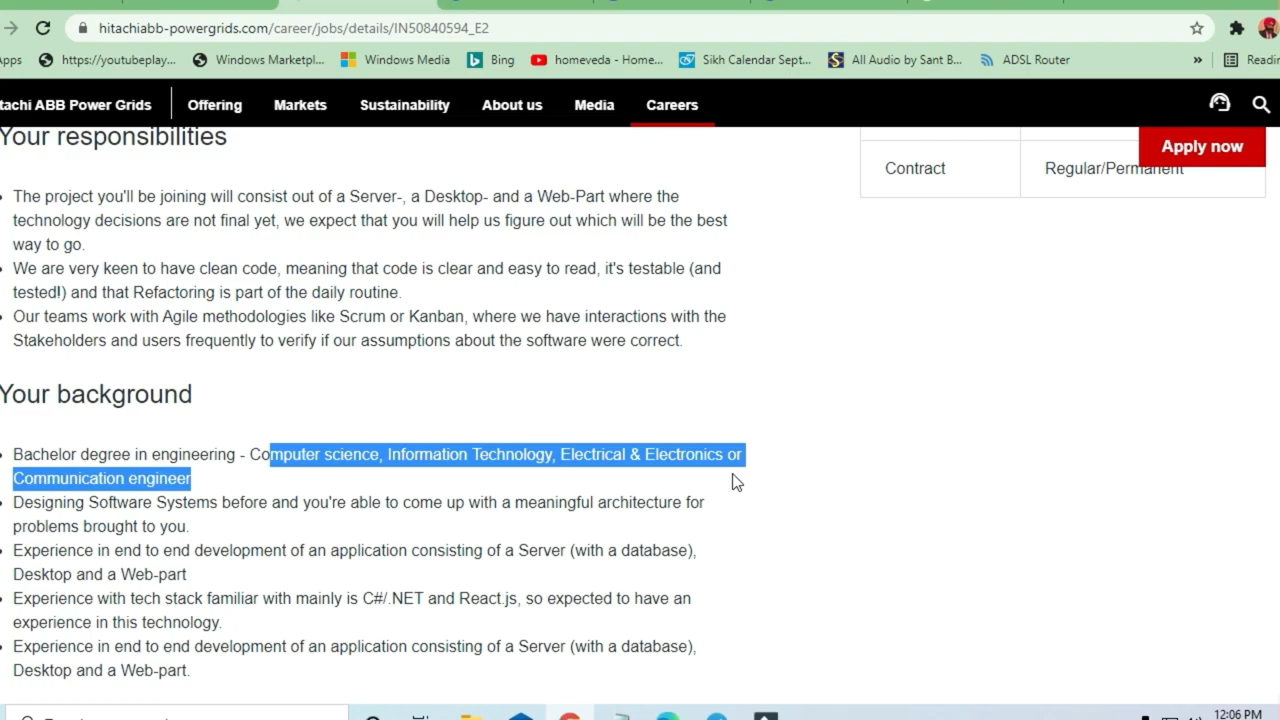 hitachiabb-powergrids.com/career/jobs/details/IN50840594_E2
pps https://youtubeplay... Windows Marketpl... Windows Media Bing homeveda - Home... Sikh Calendar Sept... All Audio by Sant B... ADSL Router » Readin
tachi ABB Power Grids Offering Markets Sustainability About us Media Careers
Your responsibilities
Apply now
Contract Regular/Permanent
The project you'll be joining will consist out of a Server-, a Desktop- and a Web-Part where the
technology decisions are not final yet, we expect that you will help us figure out which will be the best
way to go.
We are very keen to have clean code, meaning that code is clear and easy to read, it's testable (and
tested!) and that Refactoring is part of the daily routine.
Our teams work with Agile methodologies like Scrum or Kanban, where we have interactions with the
Stakeholders and users frequently to verify if our assumptions about the software were correct.
Your background
Bachelor degree in engineering - Computer science, Information Technology, Electrical & Electronics or
Communication engineer
Designing Software Systems before and you're able to come up with a meaningful architecture for
problems brought to you.
Experience in end to end development of an application consisting of a Server (with a database),
Desktop and a Web-part
Experience with tech stack familiar with mainly is C#/.NET and React.js, so expected to have an
experience in this technology.
Experience in end to end development of an application consisting of a Server (with a database),
Desktop and a Web-part.
12:06 PM